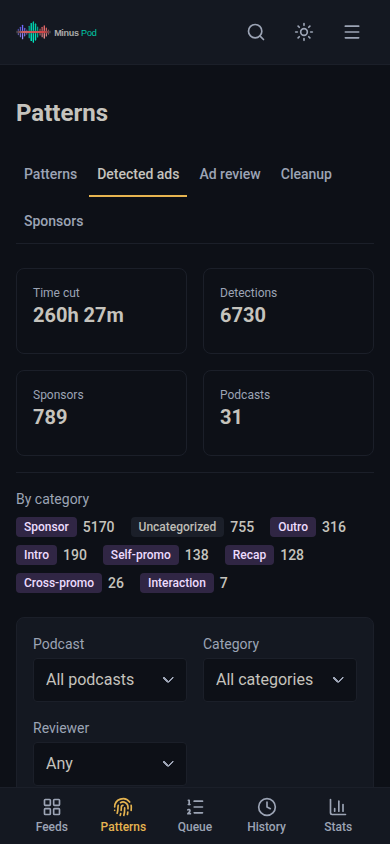 Minus Pod
Patterns
Patterns Detected ads Ad review Cleanup
Sponsors
Time cut Detections
260h 27m 6730
Sponsors Podcasts
789 31
By category
Sponsor 5170 Uncategorized 755 Outro 316
Intro 190 Self-promo 138 Recap 128
Cross-promo 26 Interaction 7
Podcast Category
All podcasts All categories
Reviewer
Any
Feeds Patterns Queue History Stats